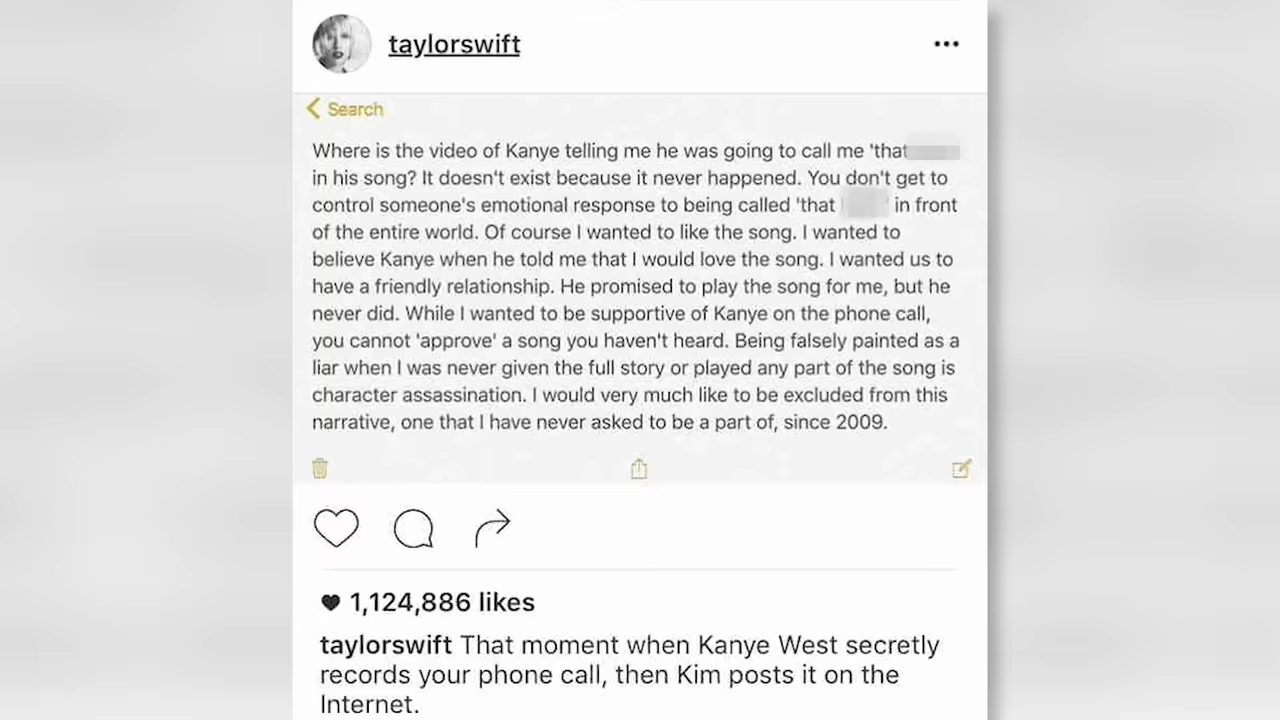 taylorswift
Search
Where is the video of Kanye telling me he was going to call me 'that
in his song? It doesn't exist because it never happened. You don't get to
control someone's emotional response to being called 'that ' in front
of the entire world. Of course I wanted to like the song. I wanted to
believe Kanye when he told me that I would love the song. I wanted us to
have a friendly relationship. He promised to play the song for me, but he
never did. While I wanted to be supportive of Kanye on the phone call,
you cannot 'approve' a song you haven't heard. Being falsely painted as a
liar when I was never given the full story or played any part of the song is
character assassination. I would very much like to be excluded from this
narrative, one that I have never asked to be a part of, since 2009.
1,124,886 likes
taylorswift That moment when Kanye West secretly
records your phone call, then Kim posts it on the
Internet.